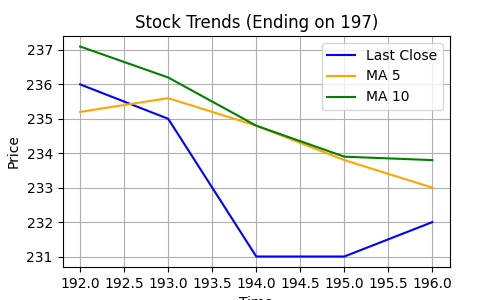 Stock Trends (Ending on 197)
Last Close
MA 5
MA 10
Price
237
236
235
234
233
232
231
192.0 192.5 193.0 193.5 194.0 194.5 195.0 195.5 196.0
Time